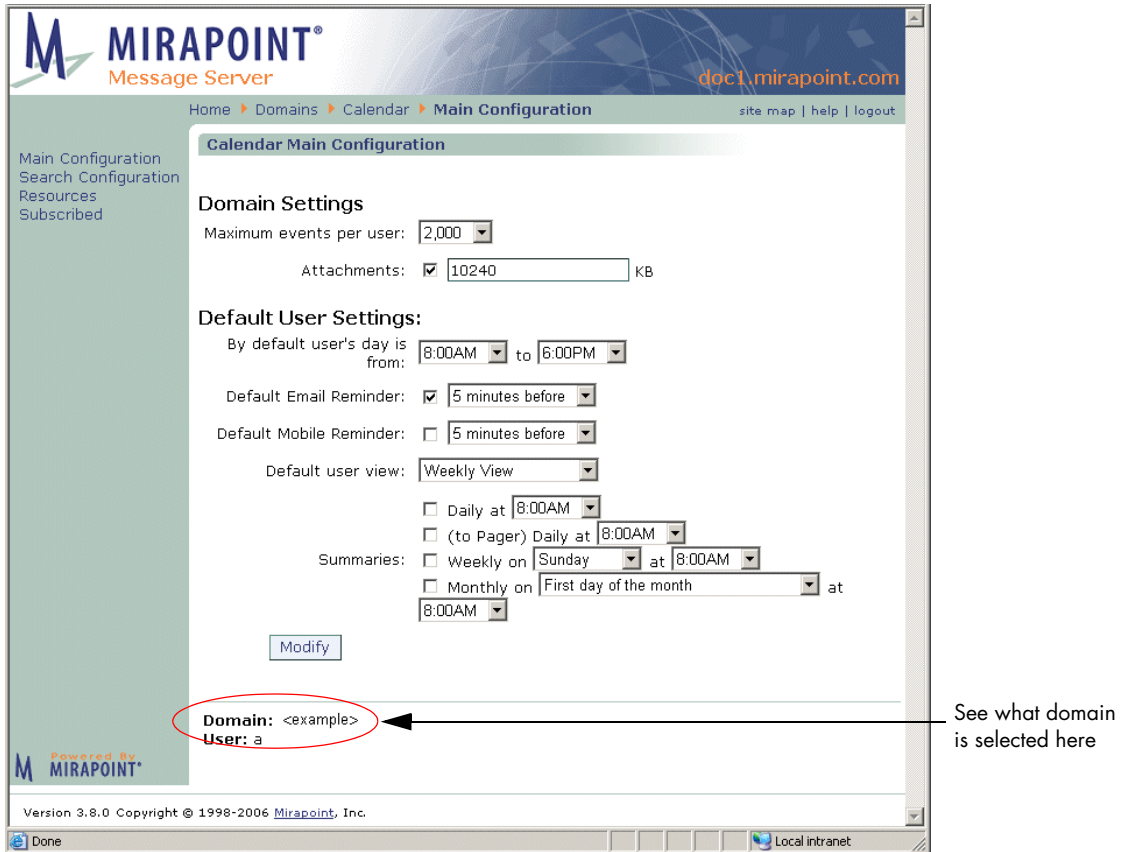 MIRAPOINT®
Message Server
doc1.mirapoint.com
Home Domains Calendar Main Configuration
site map | help | logout
Main Configuration
Search Configuration
Resources
Subscribed
Calendar Main Configuration
Domain Settings
Maximum events per user: 2,000
Attachments: 10240 KB
Default User Settings:
By default user's day is
from: 8:00AM to 6:00PM
Default Email Reminder: 5 minutes before
Default Mobile Reminder: 5 minutes before
Default user view: Weekly View
Summaries:
Daily at 8:00AM
(to Pager) Daily at 8:00AM
Weekly on Sunday at 8:00AM
Monthly on First day of the month at
8:00AM
Modify
Domain: <example>
User: a
See what domain
is selected here
Powered By
MIRAPOINT®
Version 3.8.0 Copyright © 1998-2006 Mirapoint, Inc.
Done
Local intranet